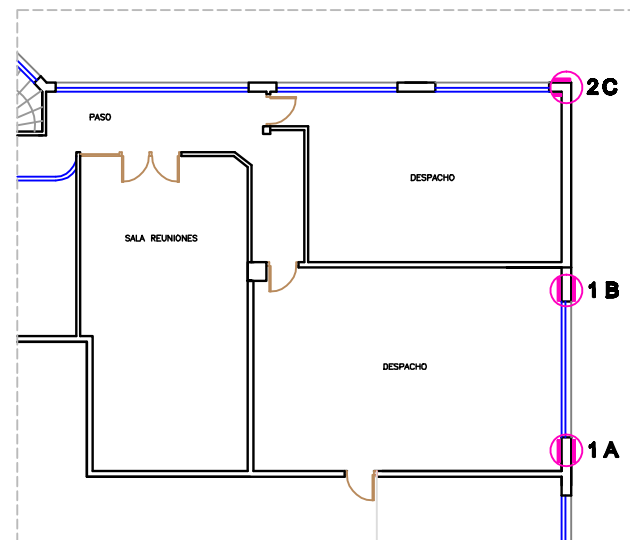 2C
PASO
DESPACHO
SALA REUNIONES
1 B
DESPACHO
1 A